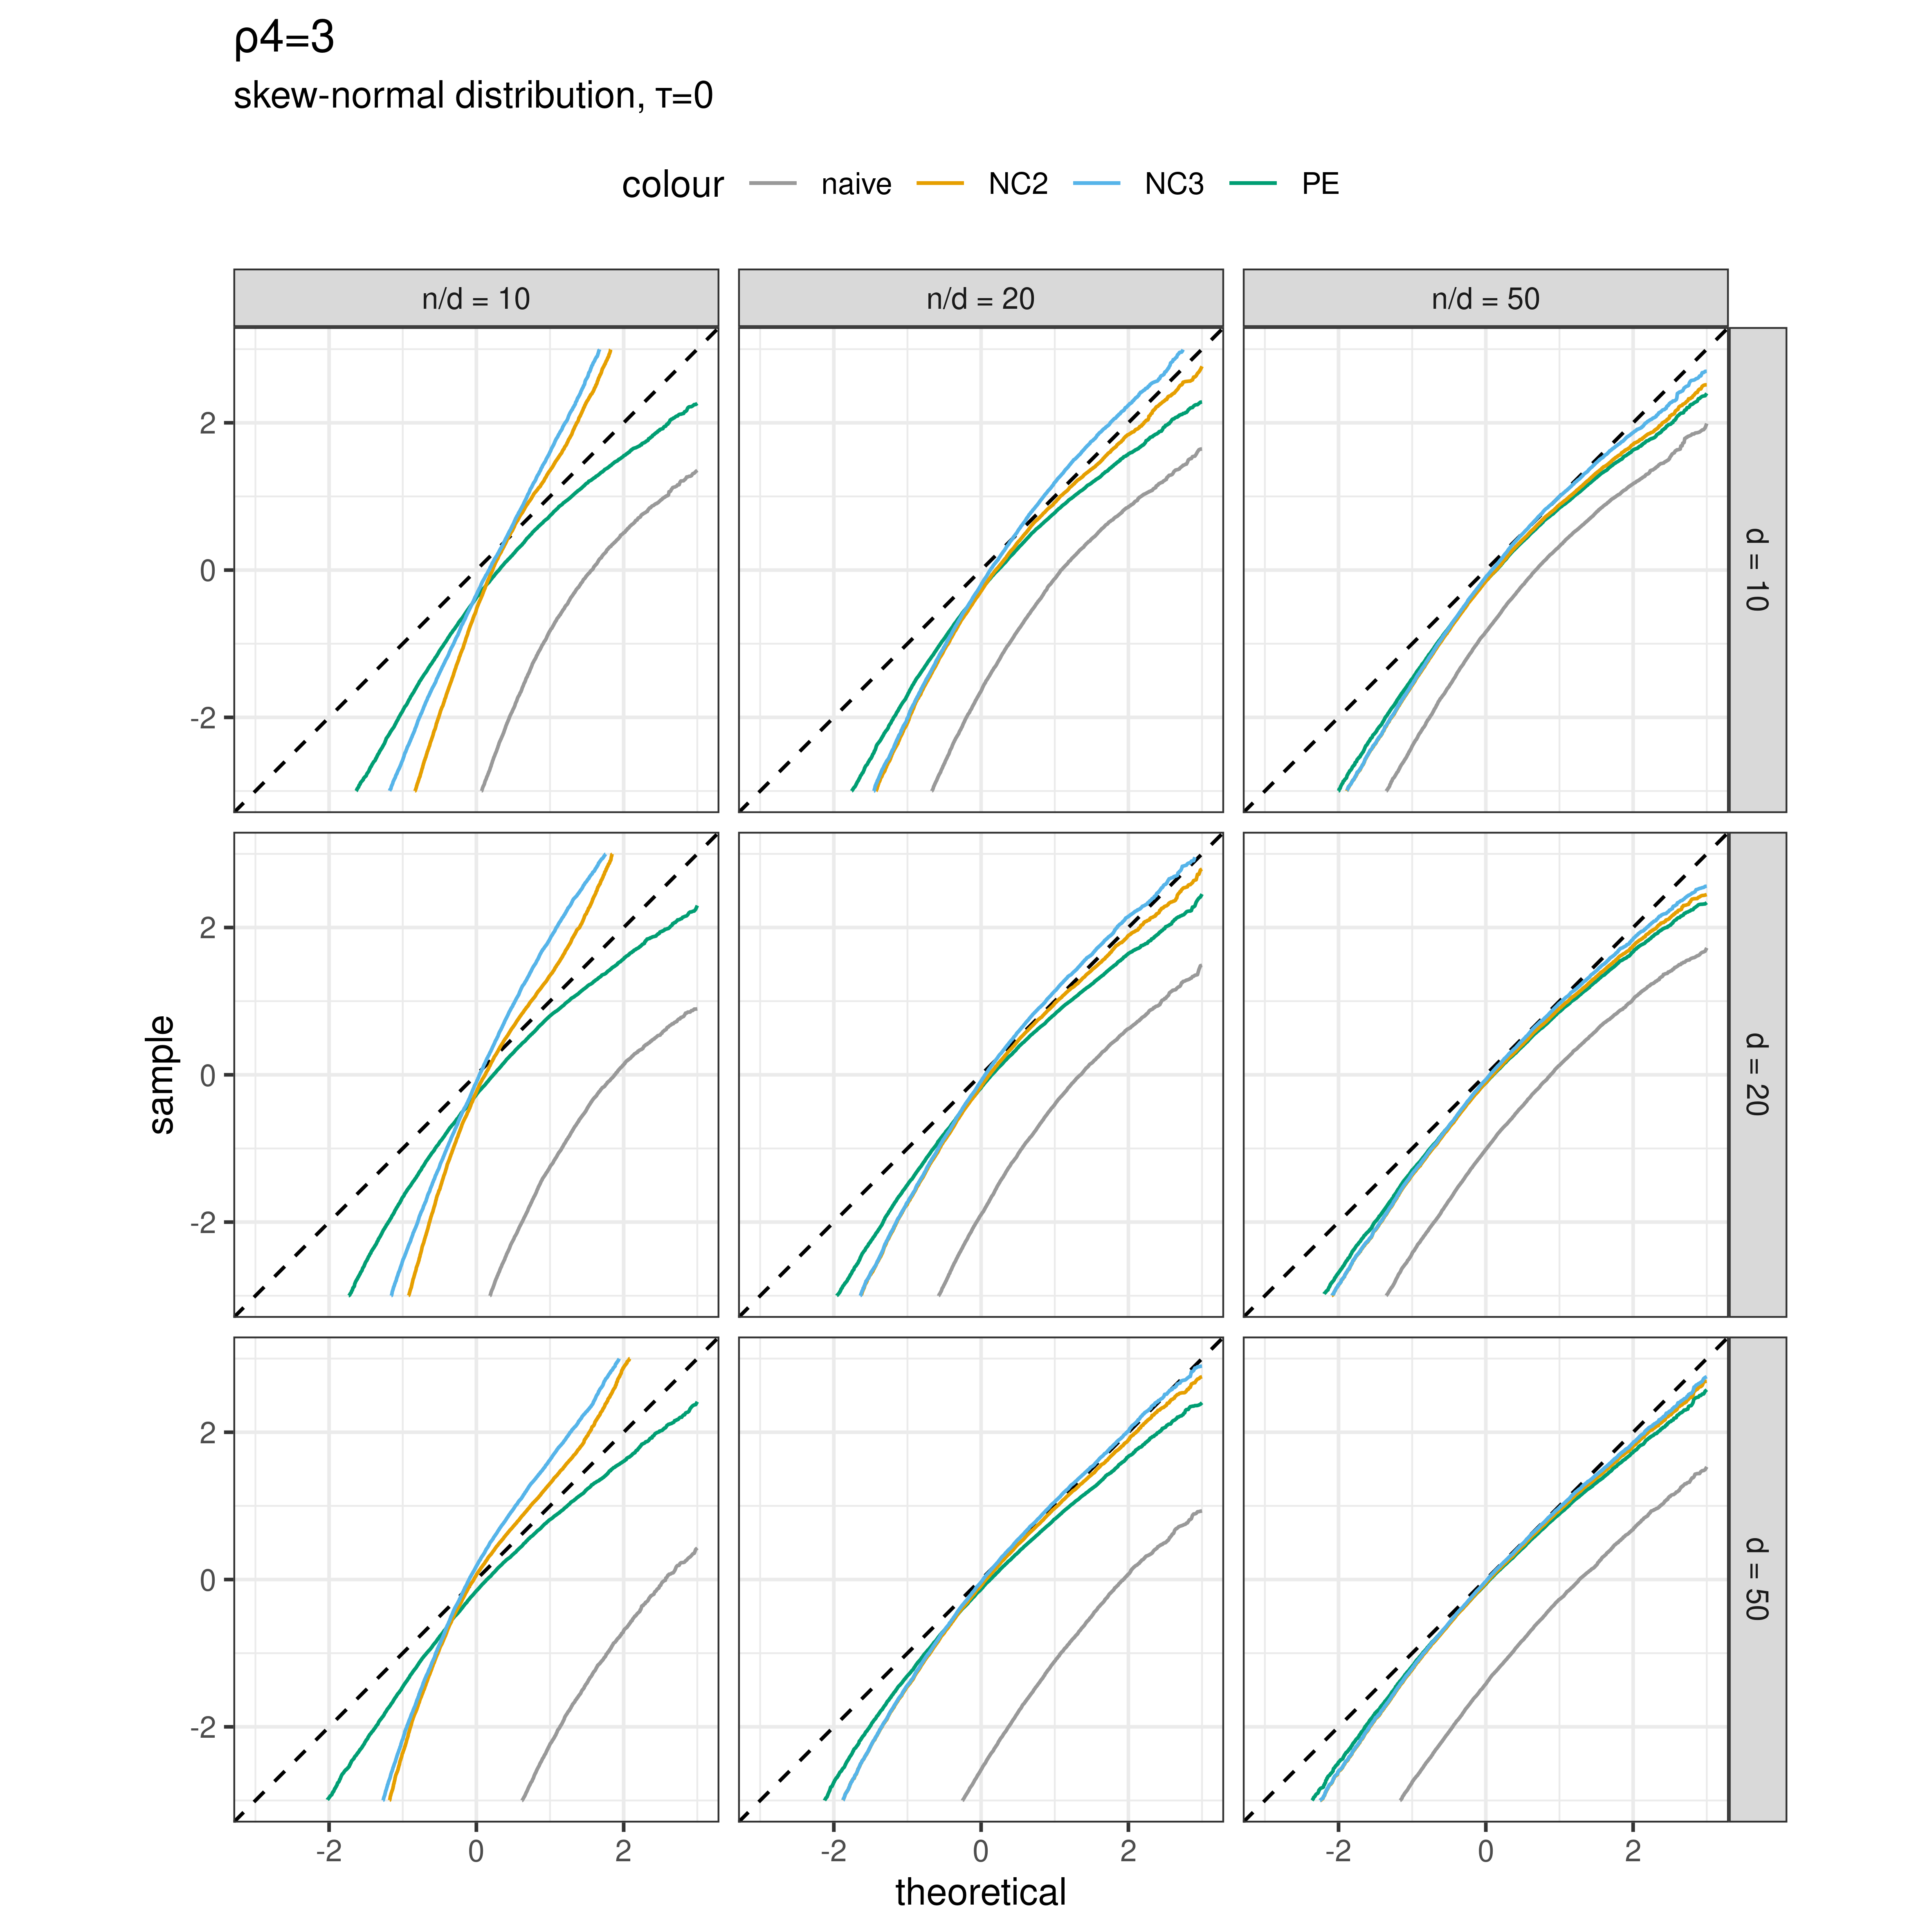 ρ4=3
skew-normal distribution, τ=0
colour naive NC2 NC3 PE
n/d = 10 n/d = 20 n/d = 50
2
0
-2
d = 10
2
0
-2
d = 20
sample
2
0
-2
d = 50
-2 0 2 -2 0 2 -2 0 2
theoretical